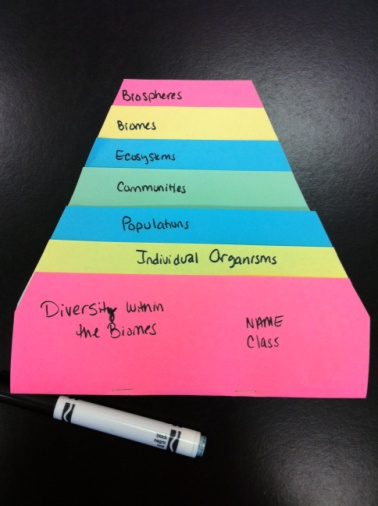 Biospheres
Biomes
Ecosystems
Communities
Populations
Individual Organisms
Diversity within
the Biomes
NAME
Class